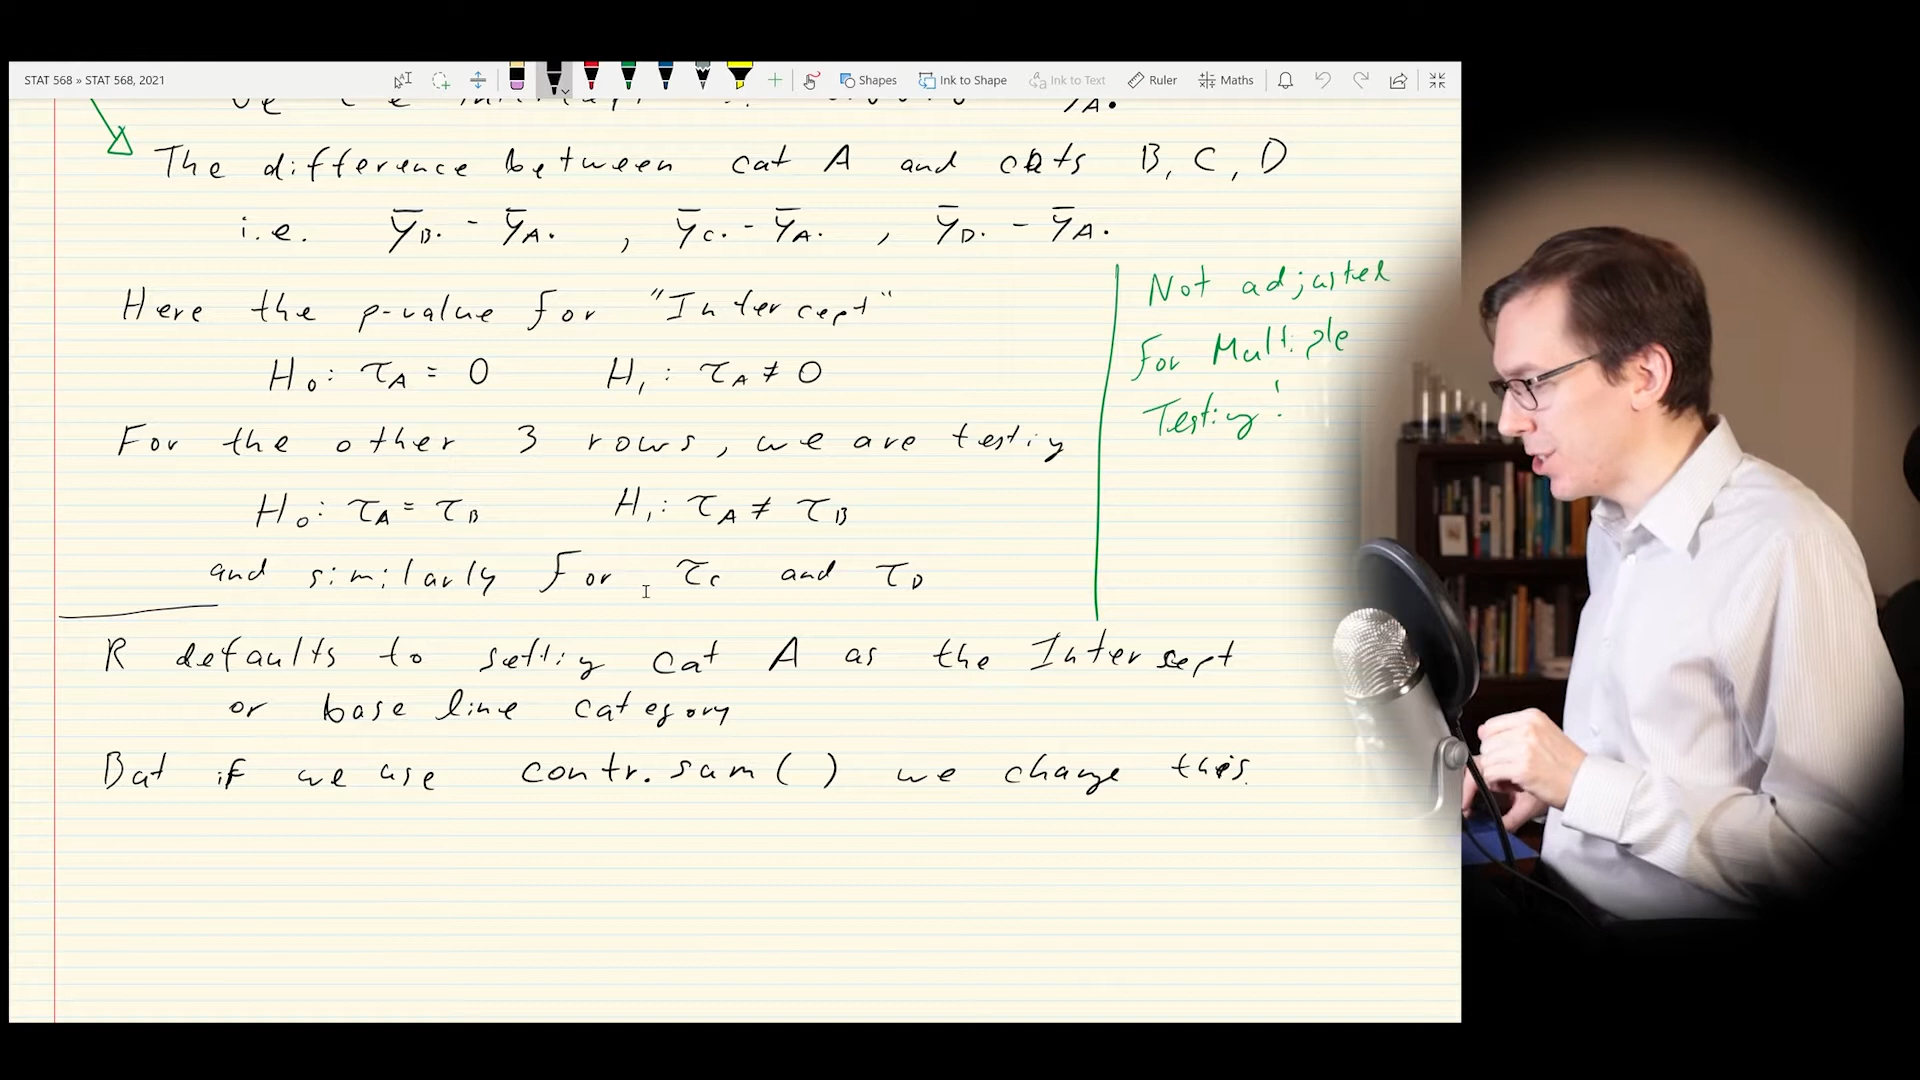 STAT 568 » STAT 568, 2021
Shapes Ink to Shape Ink to Text Ruler Maths
The difference between cat A and cats B, C, D
i.e. ȳB. - ȳA. , ȳC. - ȳA. , ȳD. - ȳA.
Here the p-value for "Intercept"
H0: τA = 0 H1: τA ≠ 0
For the other 3 rows, we are testing
H0: τA = τB H1: τA ≠ τB
and similarly for τC and τD
Not adjusted
for Multiple
Testing!
R defaults to setting cat A as the Intercept
or base line category
But if we use contr.sum() we change this.